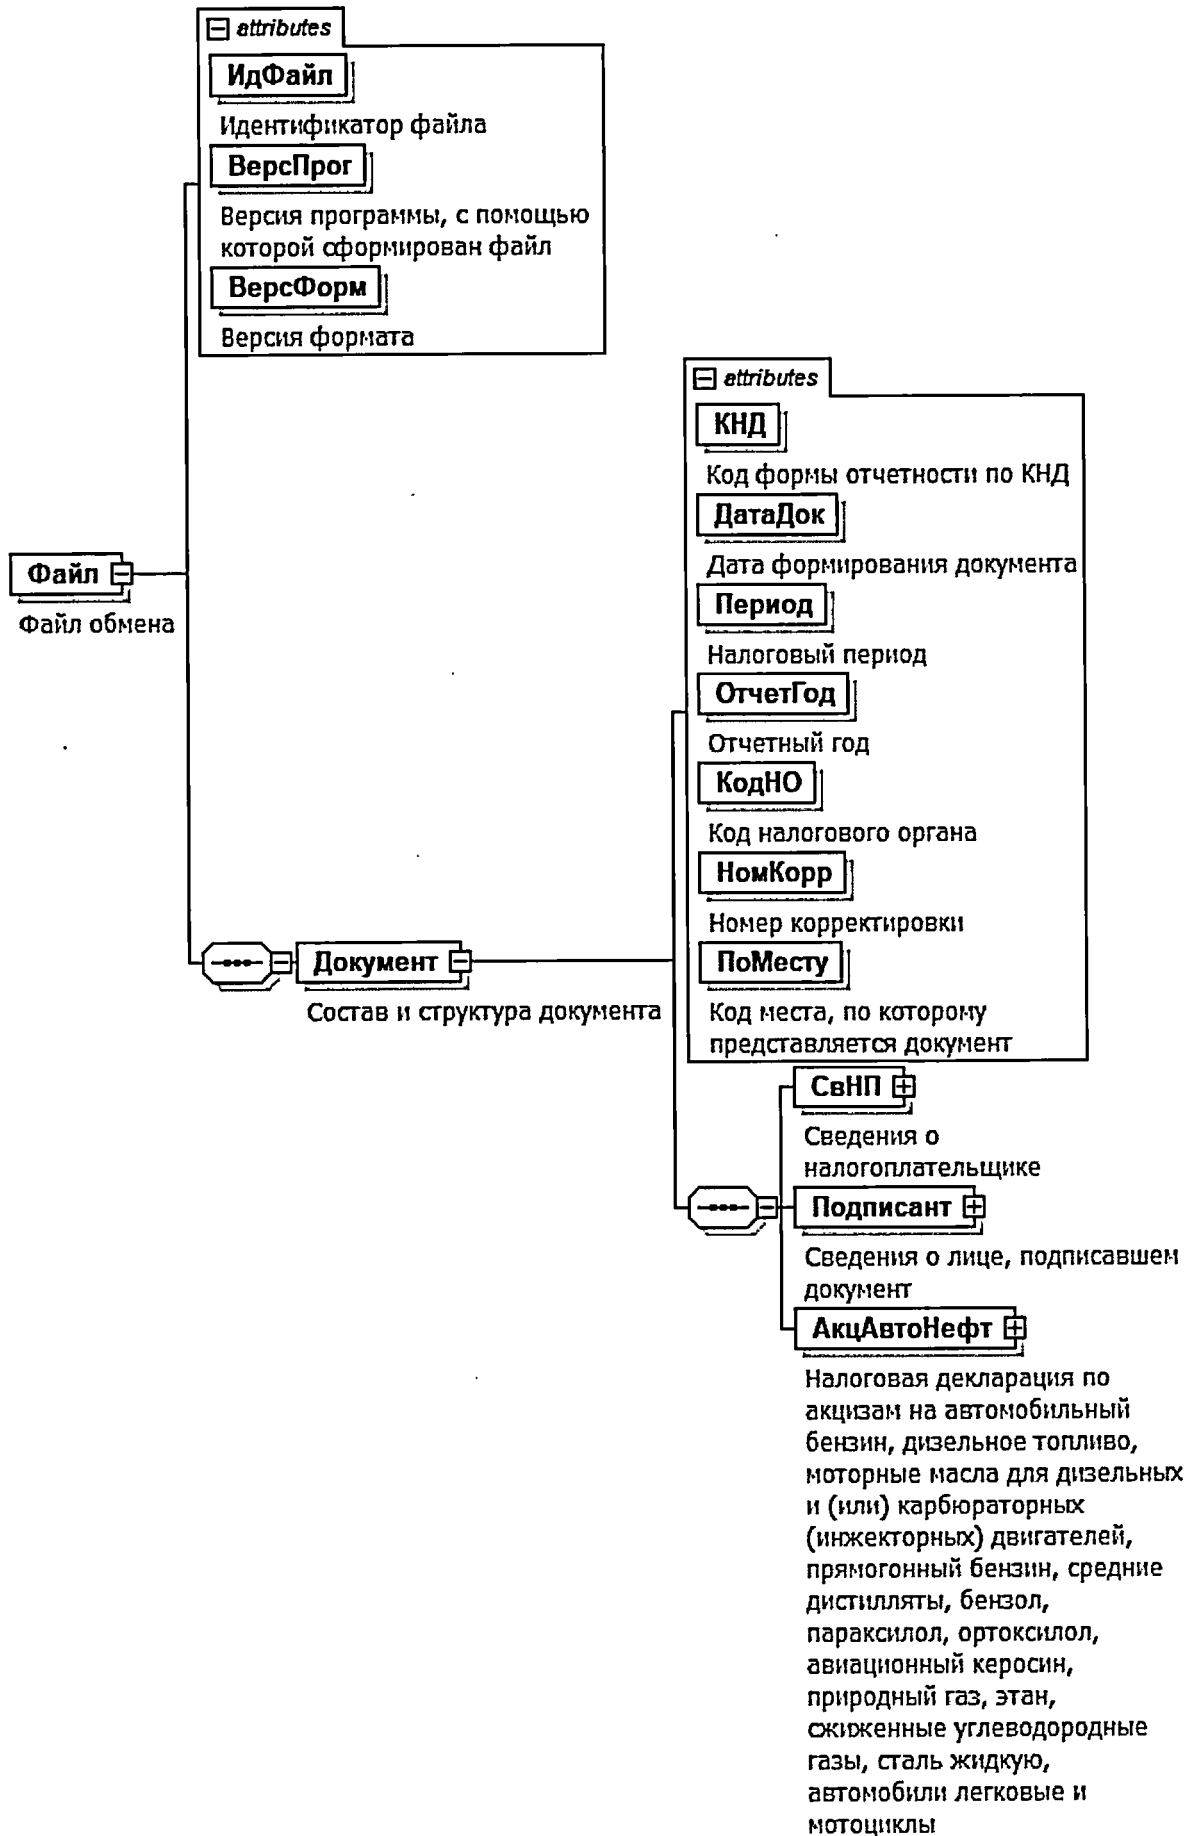 attributes
ИдФайл
Идентификатор файла
ВерсПрог
Версия программы, с помощью
которой сформирован файл
ВерсФорм
Версия формата
Файл
Файл обмена
Документ
Состав и структура документа
attributes
КНД
Код формы отчетности по КНД
ДатаДок
Дата формирования документа
Период
Налоговый период
ОтчетГод
Отчетный год
КодНО
Код налогового органа
НомКорр
Номер корректировки
ПоМесту
Код места, по которому
представляется документ
СвНП
Сведения о
налогоплательщике
Подписант
Сведения о лице, подписавшем
документ
АкцАвтоНефт
Налоговая декларация по
акцизам на автомобильный
бензин, дизельное топливо,
моторные масла для дизельных
и (или) карбюраторных
(инжекторных) двигателей,
прямогонный бензин, средние
дистилляты, бензол,
параксилол, ортоксилол,
авиационный керосин,
природный газ, этан,
сжиженные углеводородные
газы, сталь жидкую,
автомобили легковые и
мотоциклы